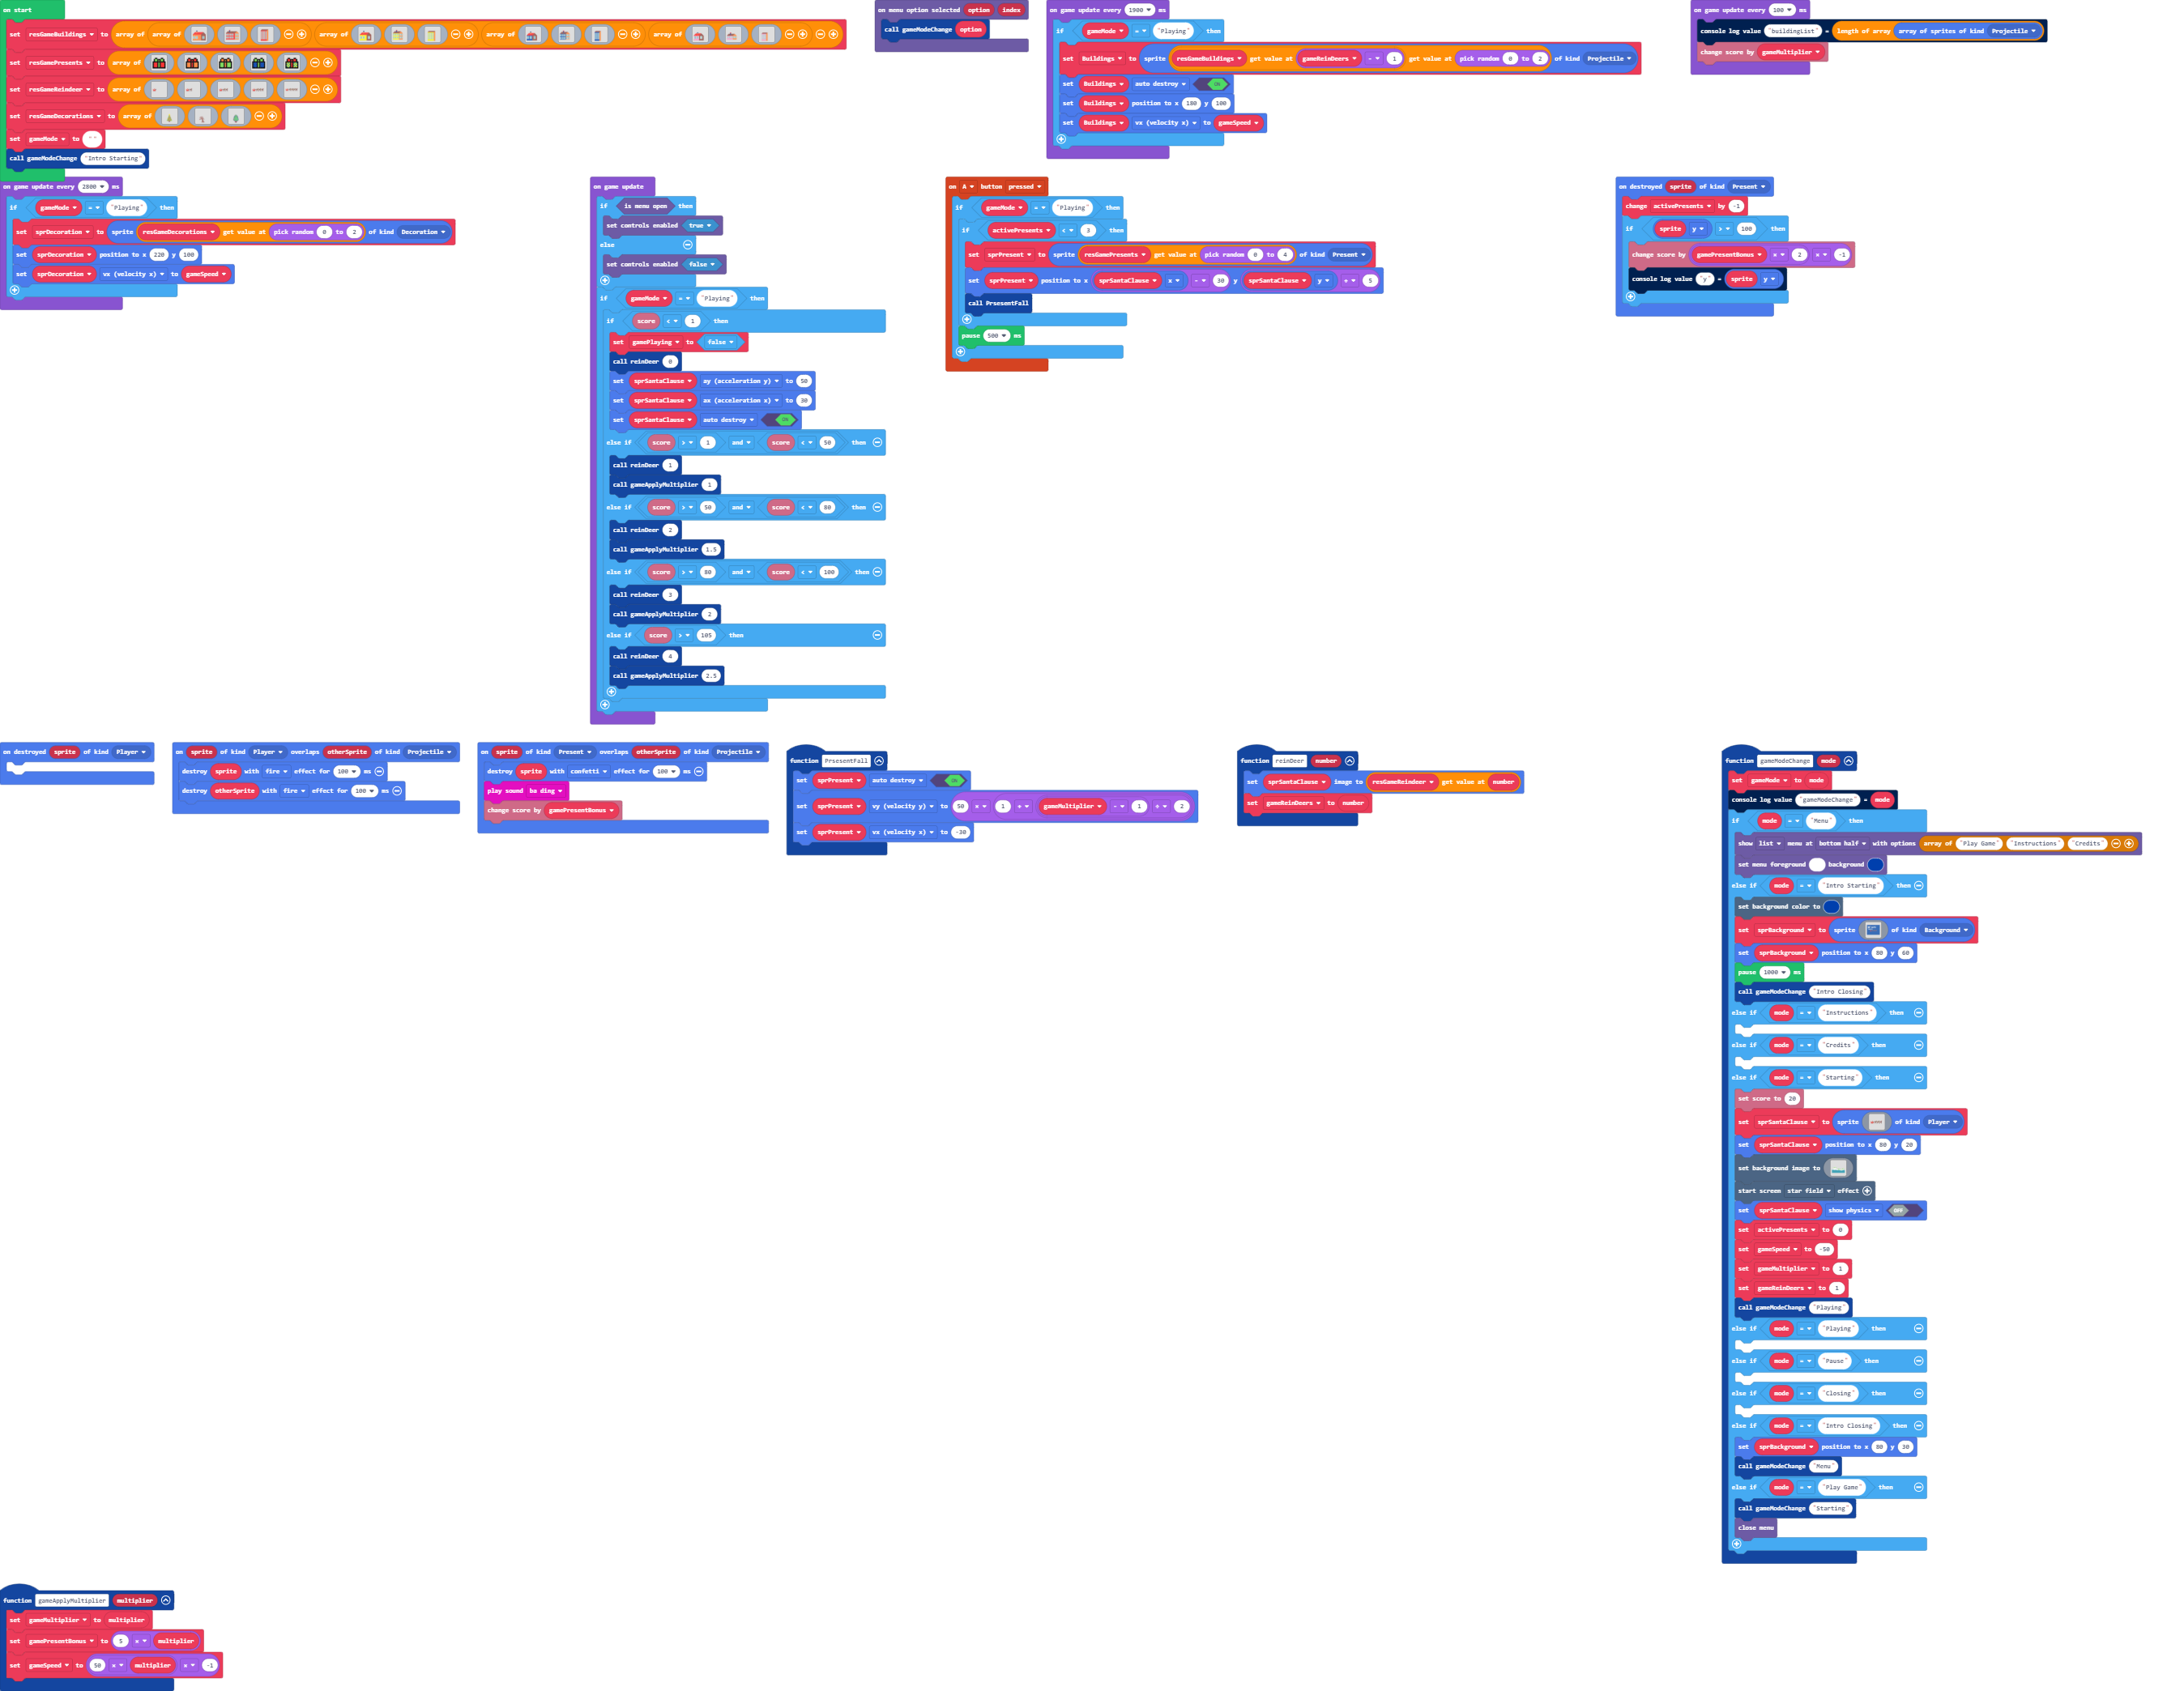 on start
set resGameBuildings to array of array of array of array of array of
set resGamePresents to array of
set resGameReindeer to array of
set resGameDecorations to array of
set gameMode to " "
call gameModeChange "Intro Starting"
on menu option selected option index
call gameModeChange option
on game update every 1900 ms
if gameMode = "Playing" then
set Buildings to sprite resGameBuildings get value at gameReinDeers - 1 get value at pick random 0 to 2 of kind Projectile
set Buildings auto destroy ON
set Buildings position to x 180 y 100
set Buildings vx (velocity x) to gameSpeed
on game update every 100 ms
console log value "buildingList" = length of array array of sprites of kind Projectile
change score by gameMultiplier
on game update every 2800 ms
if gameMode = "Playing" then
set sprDecoration to sprite resGameDecorations get value at pick random 0 to 2 of kind Decoration
set sprDecoration position to x 220 y 100
set sprDecoration vx (velocity x) to gameSpeed
on game update
if is menu open then
set controls enabled true
else
set controls enabled false
if gameMode = "Playing" then
if score < 1 then
set gamePlaying to false
call reinDeer 0
set sprSantaClause ay (acceleration y) to 50
set sprSantaClause ax (acceleration x) to 30
set sprSantaClause auto destroy ON
else if score > 1 and score < 50 then
call reinDeer 1
call gameApplyMultiplier 1
else if score > 50 and score < 80 then
call reinDeer 2
call gameApplyMultiplier 1.5
else if score > 80 and score < 100 then
call reinDeer 3
call gameApplyMultiplier 2
else if score > 105 then
call reinDeer 4
call gameApplyMultiplier 2.5
on A button pressed
if gameMode = "Playing" then
if activePresents < 3 then
set sprPresent to sprite resGamePresents get value at pick random 0 to 4 of kind Present
set sprPresent position to x sprSantaClause x - 30 y sprSantaClause y + 5
call PrsesentFall
pause 500 ms
on destroyed sprite of kind Present
change activePresents by -1
if sprite y > 100 then
change score by gamePresentBonus × 2 × -1
console log value "y" = sprite y
on destroyed sprite of kind Player
on sprite of kind Player overlaps otherSprite of kind Projectile
destroy sprite with fire effect for 100 ms
destroy otherSprite with fire effect for 100 ms
on sprite of kind Present overlaps otherSprite of kind Projectile
destroy sprite with confetti effect for 100 ms
play sound ba ding
change score by gamePresentBonus
function PrsesentFall
set sprPresent auto destroy ON
set sprPresent vy (velocity y) to 50 × 1 + gameMultiplier - 1 ÷ 2
set sprPresent vx (velocity x) to -30
function reinDeer number
set sprSantaClause image to resGameReindeer get value at number
set gameReinDeers to number
function gameModeChange mode
set gameMode to mode
console log value "gameModeChange" = mode
if mode = "Menu" then
show list menu at bottom half with options array of "Play Game" "Instructions" "Credits"
set menu foreground background
else if mode = "Intro Starting" then
set background color to
set sprBackground to sprite of kind Background
set sprBackground position to x 80 y 60
pause 1000 ms
call gameModeChange "Intro Closing"
else if mode = "Instructions" then
else if mode = "Credits" then
else if mode = "Starting" then
set score to 20
set sprSantaClause to sprite of kind Player
set sprSantaClause position to x 80 y 20
set background image to
start screen star field effect
set sprSantaClause show physics OFF
set activePresents to 0
set gameSpeed to -50
set gameMultiplier to 1
set gameReinDeers to 1
call gameModeChange "Playing"
else if mode = "Playing" then
else if mode = "Pause" then
else if mode = "Closing" then
else if mode = "Intro Closing" then
set sprBackground position to x 80 y 30
call gameModeChange "Menu"
else if mode = "Play Game" then
call gameModeChange "Starting"
close menu
function gameApplyMultiplier multiplier
set gameMultiplier to multiplier
set gamePresentBonus to 5 × multiplier
set gameSpeed to 50 × multiplier × -1